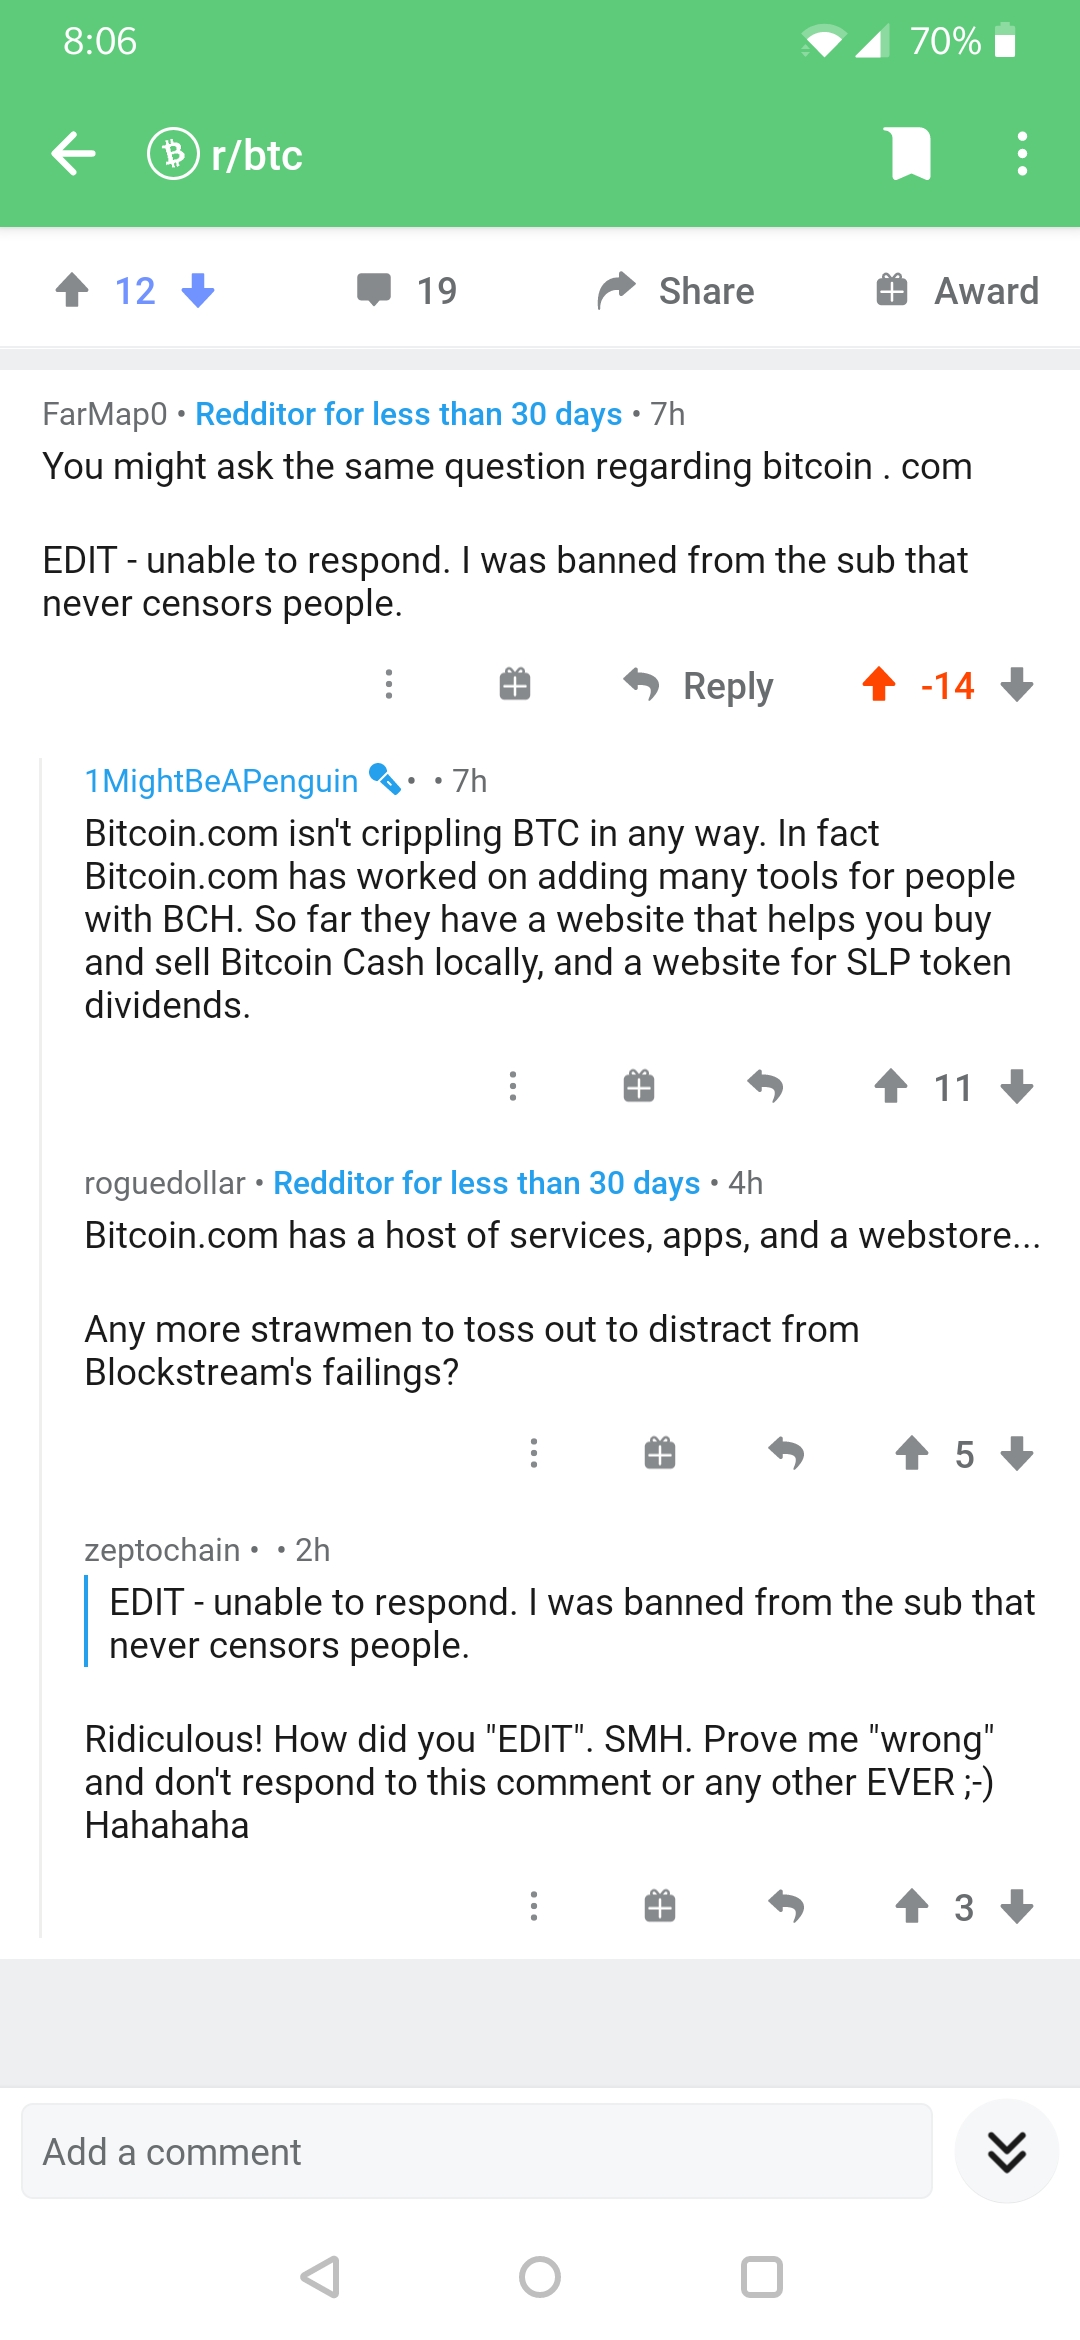 8:06
70%
r/btc
12
19
Share
Award
FarMap0 • Redditor for less than 30 days • 7h
You might ask the same question regarding bitcoin . com
EDIT - unable to respond. I was banned from the sub that
never censors people.
Reply
-14
1MightBeAPenguin • • 7h
Bitcoin.com isn't crippling BTC in any way. In fact
Bitcoin.com has worked on adding many tools for people
with BCH. So far they have a website that helps you buy
and sell Bitcoin Cash locally, and a website for SLP token
dividends.
11
roguedollar • Redditor for less than 30 days • 4h
Bitcoin.com has a host of services, apps, and a webstore...
Any more strawmen to toss out to distract from
Blockstream's failings?
5
zeptochain • • 2h
EDIT - unable to respond. I was banned from the sub that
never censors people.
Ridiculous! How did you "EDIT". SMH. Prove me "wrong"
and don't respond to this comment or any other EVER ;-)
Hahahaha
3
Add a comment